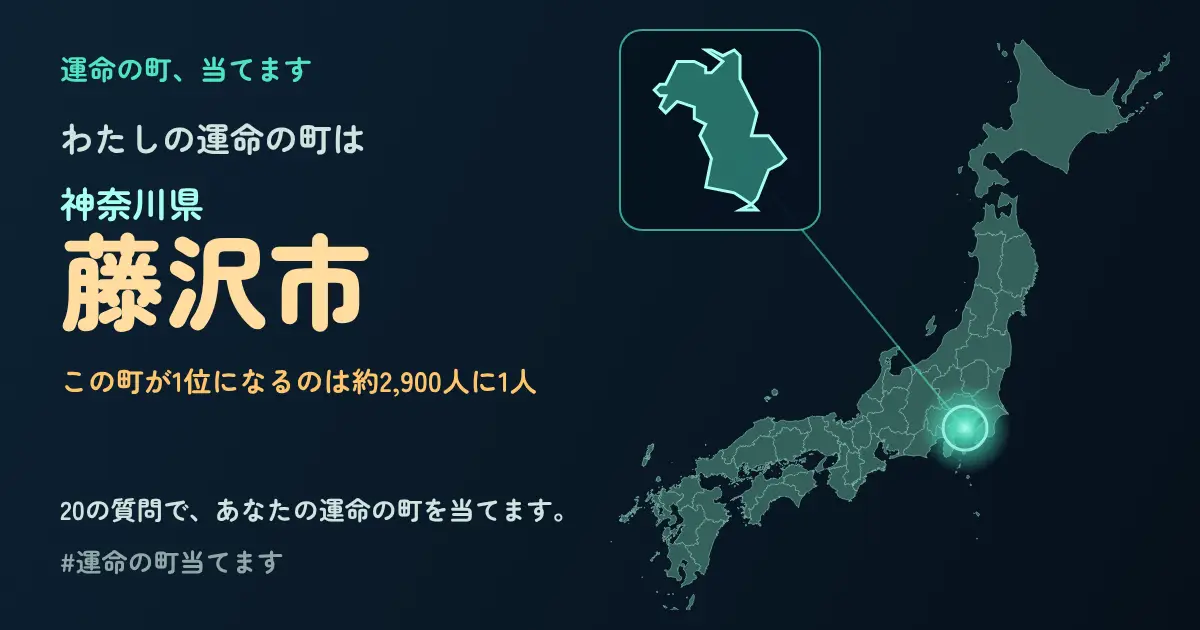 運命の町、当てます
わたしの運命の町は
神奈川県
藤沢市
この町が1位になるのは約2,900人に1人
20の質問で、あなたの運命の町を当てます。
#運命の町当てます